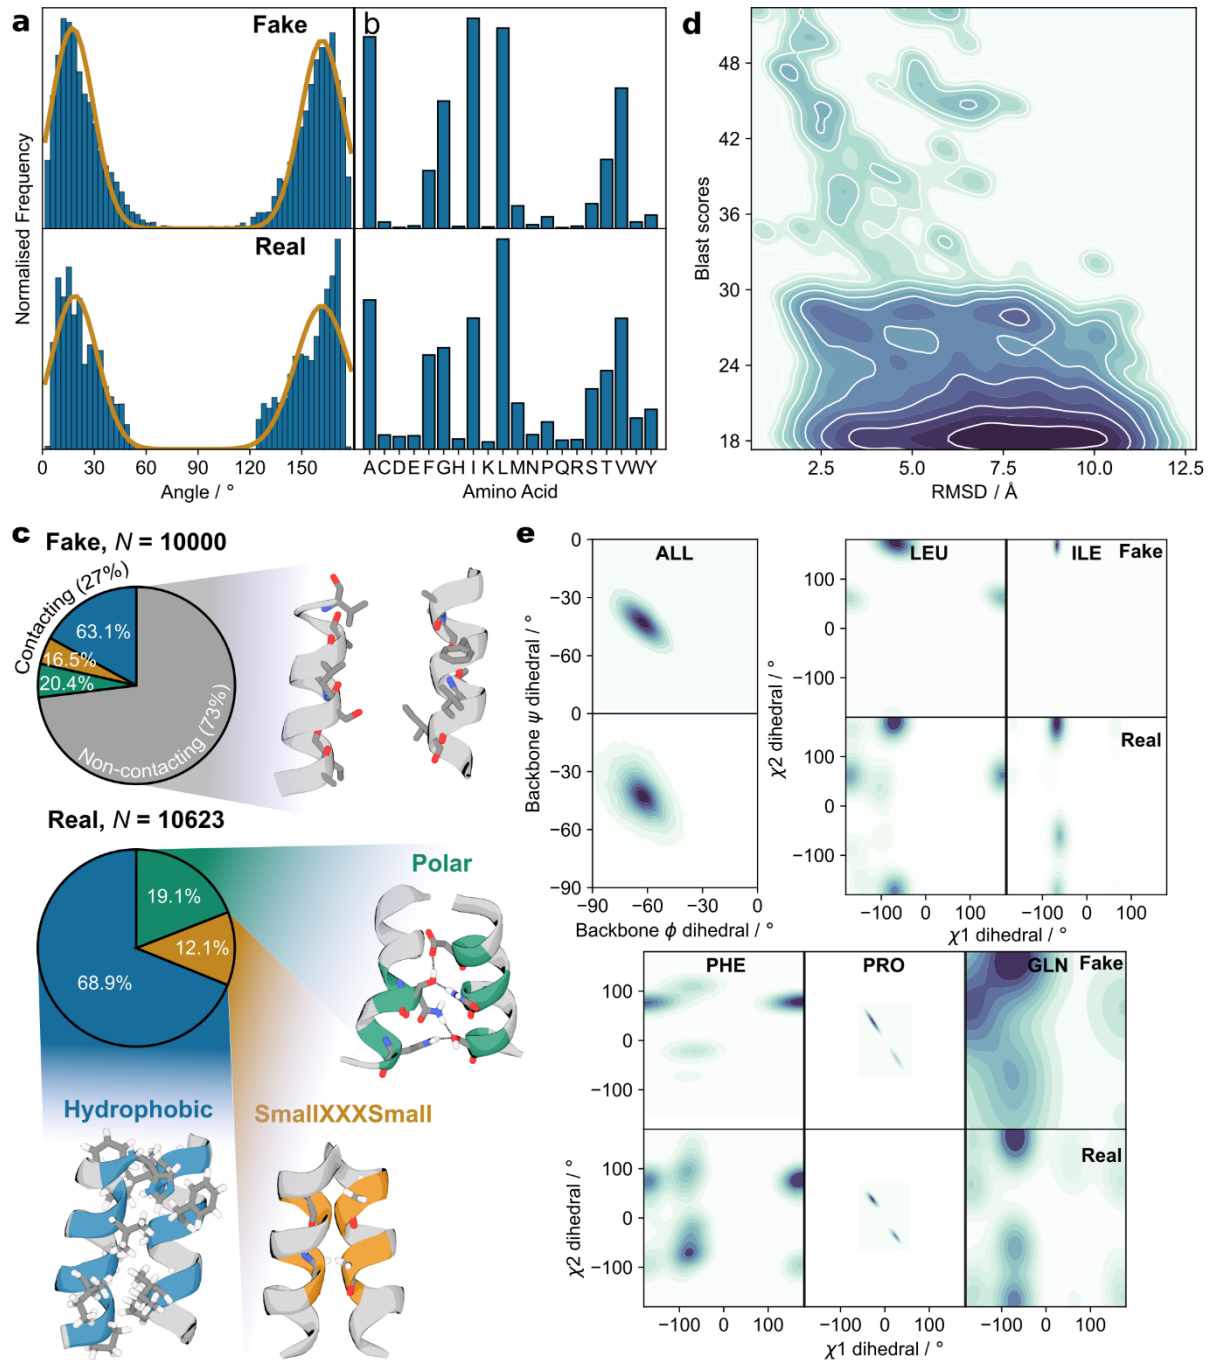 a
Fake
Real
Normalised Frequency
0 30 60 90 120 150
Angle / °
b
A C D E F G H I K L M N P Q R S T V W Y
Amino Acid
d
48
42
36
30
24
18
Blast scores
2.5 5.0 7.5 10.0 12.5
RMSD / Å
c
Fake, N = 10000
Contacting (27%)
63.1%
16.5%
20.4%
Non-contacting (73%)
Real, N = 10623
19.1%
12.1%
68.9%
Polar
Hydrophobic
SmallXXXSmall
e
ALL
0
−30
−60
0
−30
−60
−90
Backbone ψ dihedral / °
−90 −60 −30 0
Backbone ϕ dihedral / °
LEU
ILE
Fake
Real
100
0
−100
100
0
−100
χ2 dihedral / °
−100 0 100
−100 0 100
χ1 dihedral / °
PHE
PRO
GLN
Fake
Real
100
0
−100
100
0
−100
χ2 dihedral / °
−100 0 100
−100 0 100
−100 0 100
χ1 dihedral / °